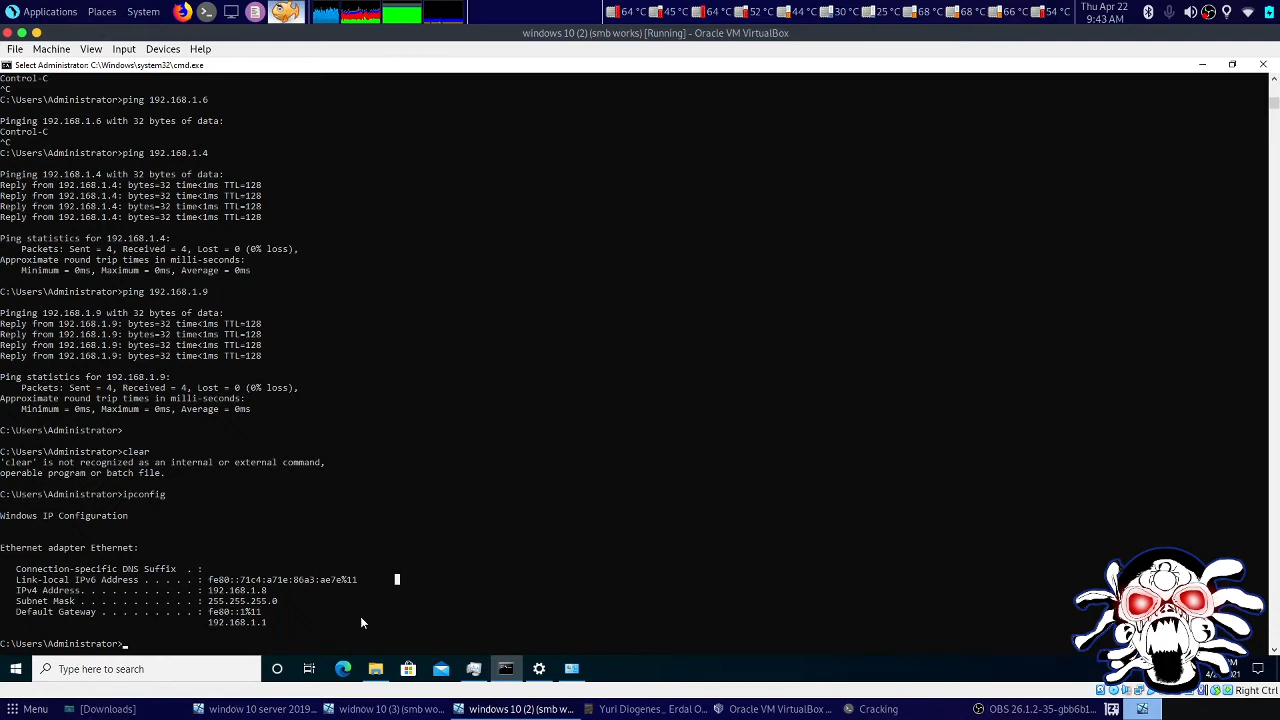 Applications Places System
64 °C 45 °C 64 °C 52 °C 44 °C 30 °C 25 °C 68 °C 68 °C 66 °C 54 °C
Thu Apr 22
9:43 AM
windows 10 (2) (smb works) [Running] - Oracle VM VirtualBox
File Machine View Input Devices Help
Select Administrator: C:\Windows\system32\cmd.exe
Control-C
^C
C:\Users\Administrator>ping 192.168.1.6
Pinging 192.168.1.6 with 32 bytes of data:
Control-C
^C
C:\Users\Administrator>ping 192.168.1.4
Pinging 192.168.1.4 with 32 bytes of data:
Reply from 192.168.1.4: bytes=32 time<1ms TTL=128
Reply from 192.168.1.4: bytes=32 time<1ms TTL=128
Reply from 192.168.1.4: bytes=32 time<1ms TTL=128
Reply from 192.168.1.4: bytes=32 time<1ms TTL=128
Ping statistics for 192.168.1.4:
Packets: Sent = 4, Received = 4, Lost = 0 (0% loss),
Approximate round trip times in milli-seconds:
Minimum = 0ms, Maximum = 0ms, Average = 0ms
C:\Users\Administrator>ping 192.168.1.9
Pinging 192.168.1.9 with 32 bytes of data:
Reply from 192.168.1.9: bytes=32 time<1ms TTL=128
Reply from 192.168.1.9: bytes=32 time<1ms TTL=128
Reply from 192.168.1.9: bytes=32 time<1ms TTL=128
Reply from 192.168.1.9: bytes=32 time<1ms TTL=128
Ping statistics for 192.168.1.9:
Packets: Sent = 4, Received = 4, Lost = 0 (0% loss),
Approximate round trip times in milli-seconds:
Minimum = 0ms, Maximum = 0ms, Average = 0ms
C:\Users\Administrator>
C:\Users\Administrator>clear
'clear' is not recognized as an internal or external command,
operable program or batch file.
C:\Users\Administrator>ipconfig
Windows IP Configuration
Ethernet adapter Ethernet:
Connection-specific DNS Suffix . :
Link-local IPv6 Address . . . . . : fe80::71c4:a71e:86a3:ae7e%11
IPv4 Address. . . . . . . . . . . : 192.168.1.8
Subnet Mask . . . . . . . . . . . : 255.255.255.0
Default Gateway . . . . . . . . . : fe80::1%11
192.168.1.1
C:\Users\Administrator>
Type here to search
Right Ctrl
Menu [Downloads] window 10 server 2019... widnow 10 (3) (smb wo... windows 10 (2) (smb w... Yuri Diogenes_ Erdal O... Oracle VM VirtualBox ... Cracking OBS 26.1.2-35-gbb6b1...